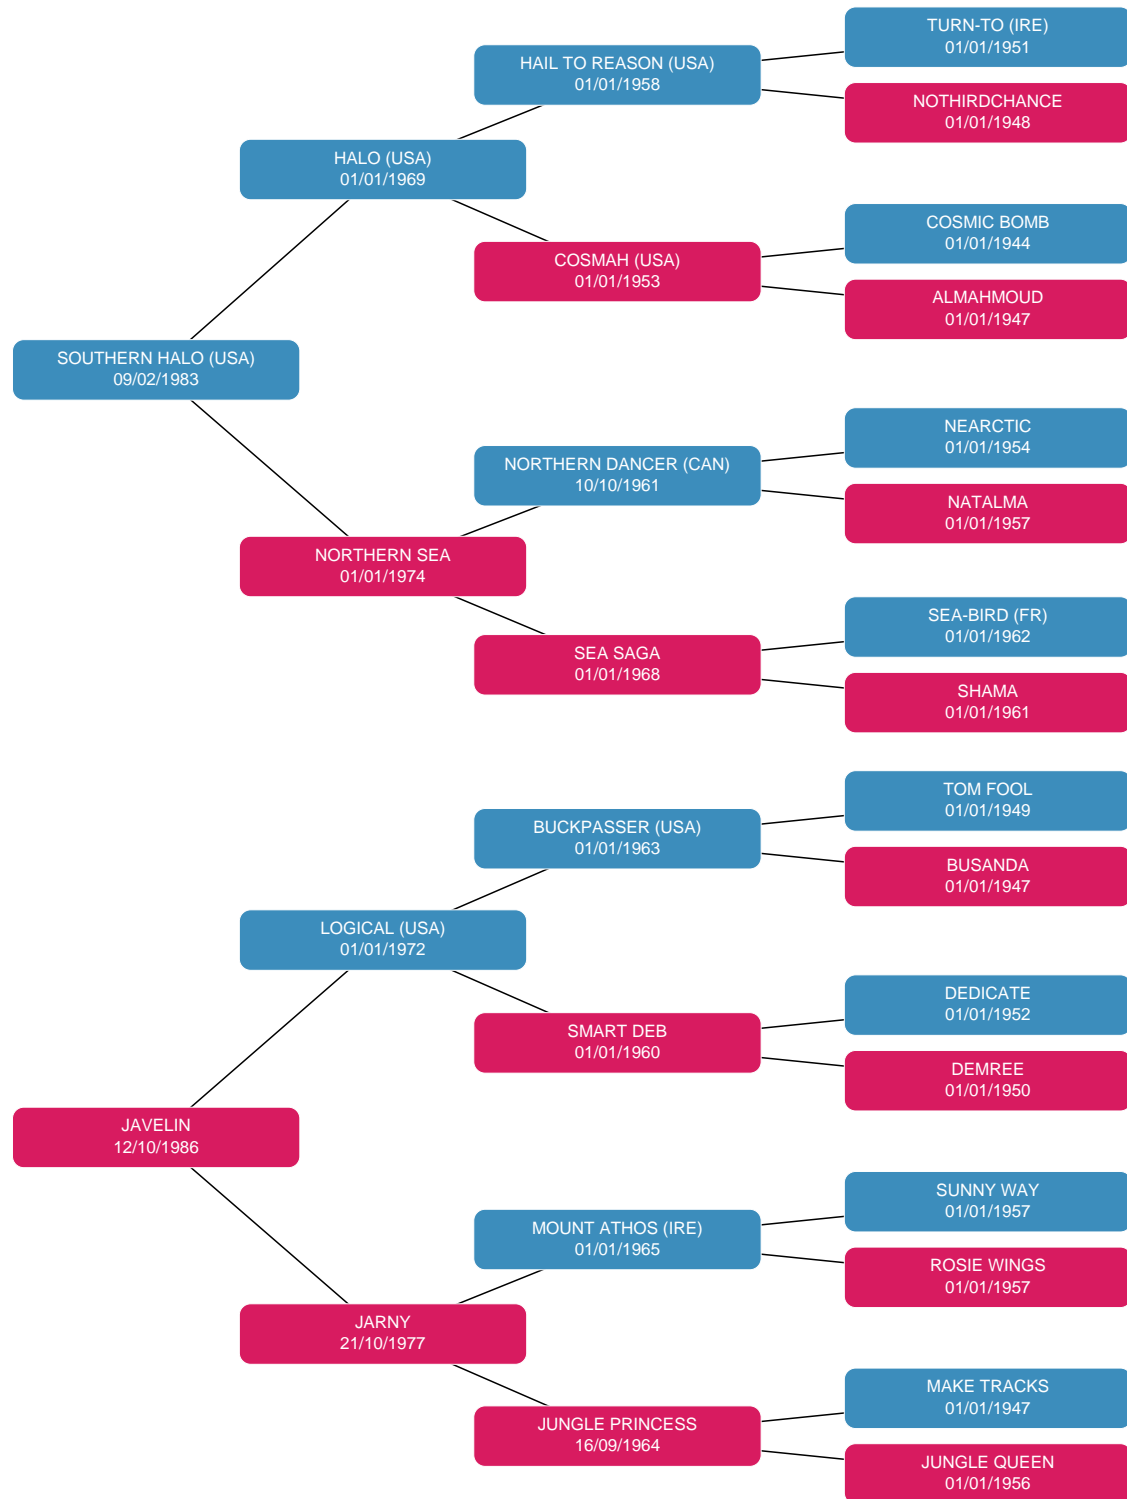 TURN-TO (IRE)
01/01/1951
HAIL TO REASON (USA)
01/01/1958
NOTHIRDCHANCE
01/01/1948
HALO (USA)
01/01/1969
COSMIC BOMB
01/01/1944
COSMAH (USA)
01/01/1953
ALMAHMOUD
01/01/1947
SOUTHERN HALO (USA)
09/02/1983
NEARCTIC
01/01/1954
NORTHERN DANCER (CAN)
10/10/1961
NATALMA
01/01/1957
NORTHERN SEA
01/01/1974
SEA-BIRD (FR)
01/01/1962
SEA SAGA
01/01/1968
SHAMA
01/01/1961
TOM FOOL
01/01/1949
BUCKPASSER (USA)
01/01/1963
BUSANDA
01/01/1947
LOGICAL (USA)
01/01/1972
DEDICATE
01/01/1952
SMART DEB
01/01/1960
DEMREE
01/01/1950
JAVELIN
12/10/1986
SUNNY WAY
01/01/1957
MOUNT ATHOS (IRE)
01/01/1965
ROSIE WINGS
01/01/1957
JARNY
21/10/1977
MAKE TRACKS
01/01/1947
JUNGLE PRINCESS
16/09/1964
JUNGLE QUEEN
01/01/1956